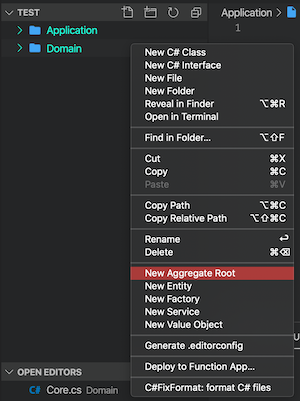 TEST
Application
Domain
Application >
1
New C# Class
New C# Interface
New File
New Folder
Reveal in Finder ⌥⌘R
Open in Terminal
Find in Folder... ⌥⇧F
Cut ⌘X
Copy ⌘C
Paste ⌘V
Copy Path ⌥⌘C
Copy Relative Path ⌥⇧⌘C
Rename ⏎
Delete ⌘⌫
New Aggregate Root
New Entity
New Factory
New Service
New Value Object
Generate .editorconfig
Deploy to Function App...
C#FixFormat: format C# files
OPEN EDITORS
C# Core.cs Domain